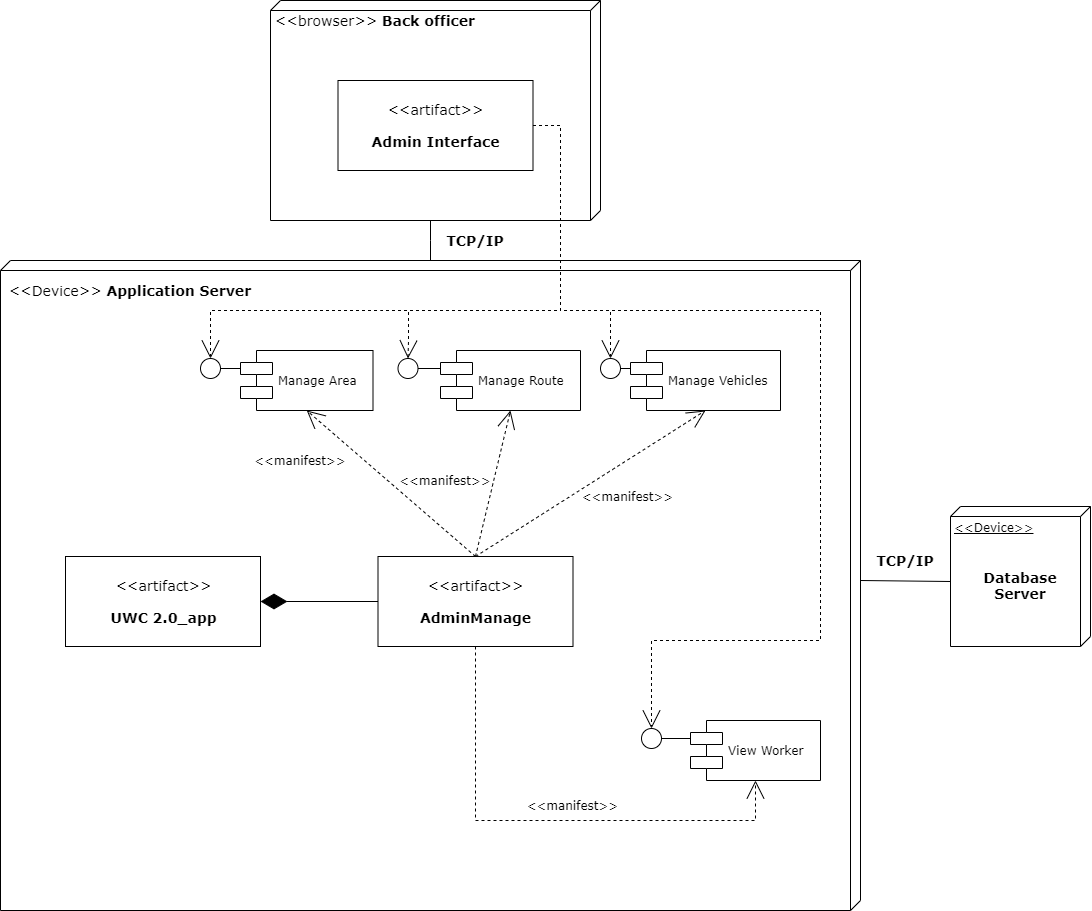 <<browser>> Back officer
<<artifact>>
Admin Interface
TCP/IP
<<Device>> Application Server
Manage Area
Manage Route
Manage Vehicles
<<manifest>>
<<manifest>>
<<manifest>>
<<Device>>
Database
Server
TCP/IP
<<artifact>>
UWC 2.0_app
<<artifact>>
AdminManage
View Worker
<<manifest>>